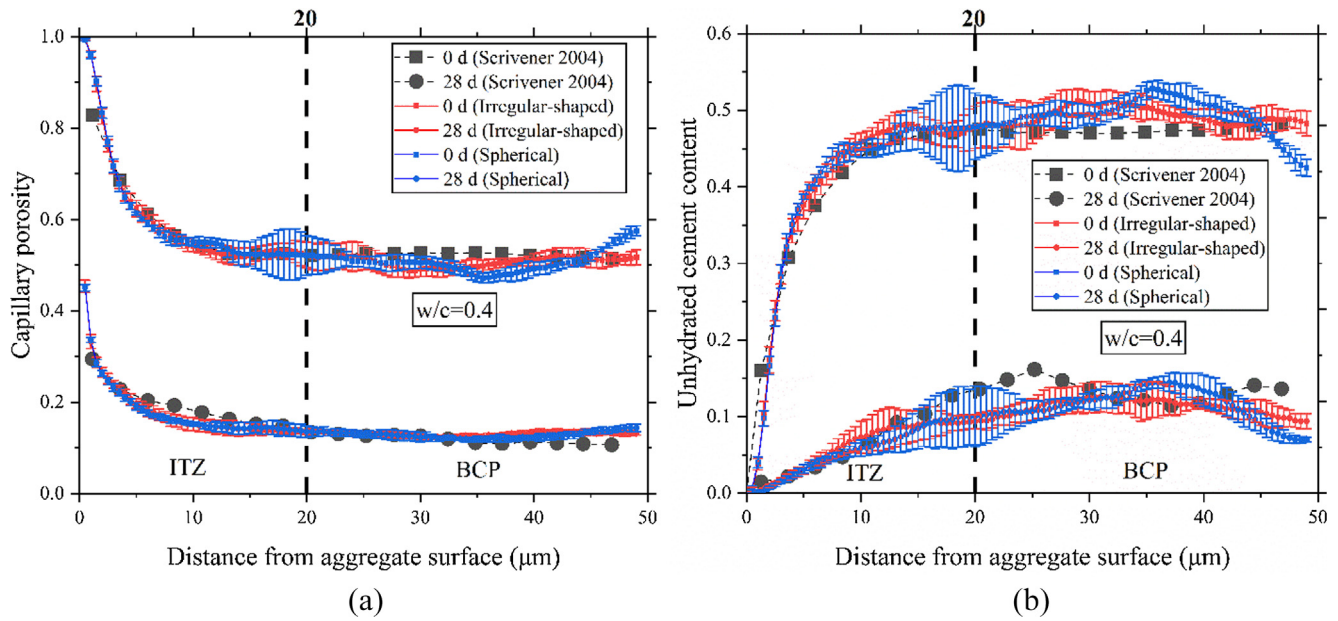 20
1.0
0.8
0.6
0.4
0.2
0.0
Capillary porosity
0 d (Scrivener 2004)
28 d (Scrivener 2004)
0 d (Irregular-shaped)
28 d (Irregular-shaped)
0 d (Spherical)
28 d (Spherical)
w/c=0.4
ITZ
BCP
0 10 20 30 40 50
Distance from aggregate surface (μm)
(a)
20
0.6
0.5
0.4
0.3
0.2
0.1
0.0
Unhydrated cement content
0 d (Scrivener 2004)
28 d (Scrivener 2004)
0 d (Irregular-shaped)
28 d (Irregular-shaped)
0 d (Spherical)
28 d (Spherical)
w/c=0.4
ITZ
BCP
0 10 20 30 40 50
Distance from aggregate surface (μm)
(b)